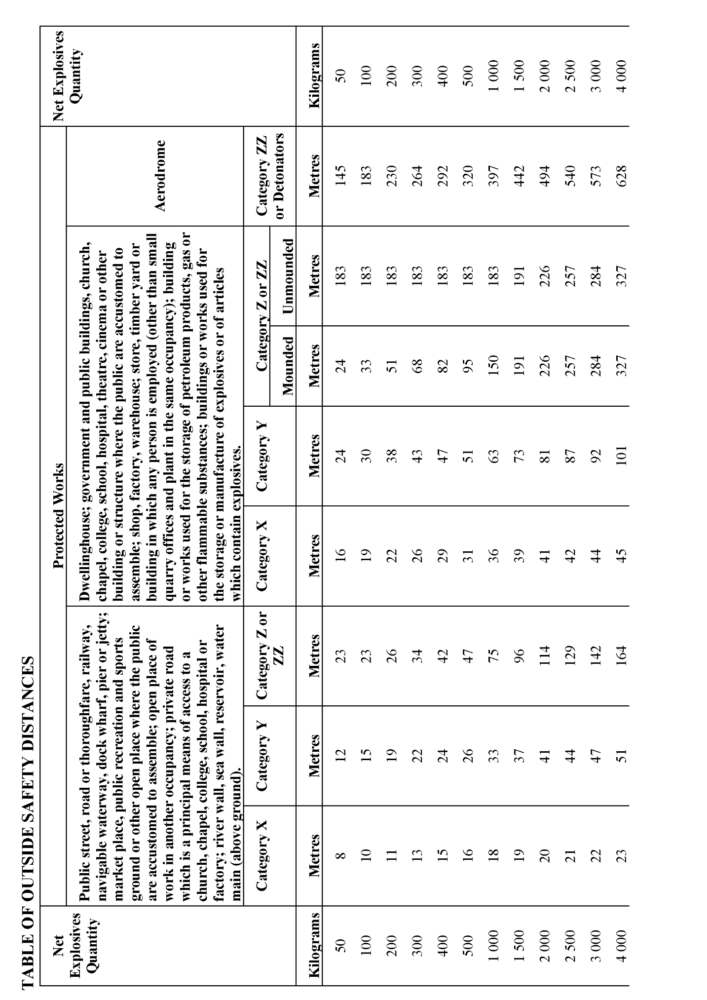 TABLE OF OUTSIDE SAFETY DISTANCES
Net
Explosives
Quantity
Protected Works
Net Explosives
Quantity
Public street, road or thoroughfare, railway,
navigable waterway, dock wharf, pier or jetty;
market place, public recreation and sports
ground or other open place where the public
are accustomed to assemble; open place of
work in another occupancy; private road
which is a principal means of access to a
church, chapel, college, school, hospital or
factory; river wall, sea wall, reservoir, water
main (above ground).
Dwellinghouse; government and public buildings, church,
chapel, college, school, hospital, theatre, cinema or other
building or structure where the public are accustomed to
assemble; shop, factory, warehouse; store, timber yard or
building in which any person is employed (other than small
quarry offices and plant in the same occupancy); building
or works used for the storage of petroleum products, gas or
other flammable substances; buildings or works used for
the storage or manufacture of explosives or of articles
which contain explosives.
Aerodrome
Category X
Category Y
Category Z or
ZZ
Category X
Category Y
Category Z or ZZ
Mounded
Unmounded
Category ZZ
or Detonators
Kilograms Metres Metres Metres Metres Metres Metres Metres Metres Kilograms
50 8 12 23 16 24 24 183 145 50
100 10 15 23 19 30 33 183 183 100
200 11 19 26 22 38 51 183 230 200
300 13 22 34 26 43 68 183 264 300
400 15 24 42 29 47 82 183 292 400
500 16 26 47 31 51 95 183 320 500
1 000 18 33 75 36 63 150 183 397 1 000
1 500 19 37 96 39 73 191 191 442 1 500
2 000 20 41 114 41 81 226 226 494 2 000
2 500 21 44 129 42 87 257 257 540 2 500
3 000 22 47 142 44 92 284 284 573 3 000
4 000 23 51 164 45 101 327 327 628 4 000